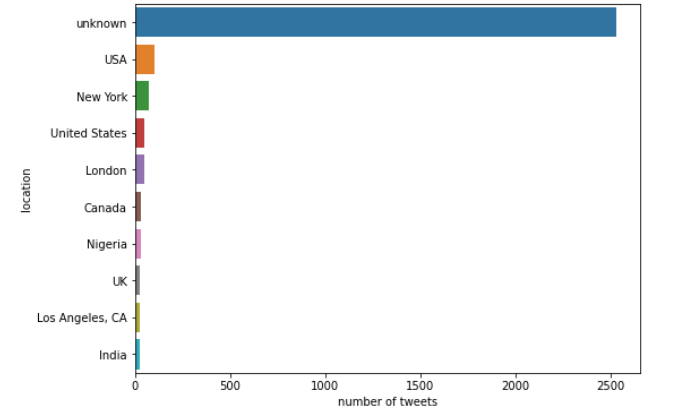 unknown
USA
New York
United States
London
Canada
Nigeria
UK
Los Angeles, CA
India
location
0 500 1000 1500 2000 2500
number of tweets